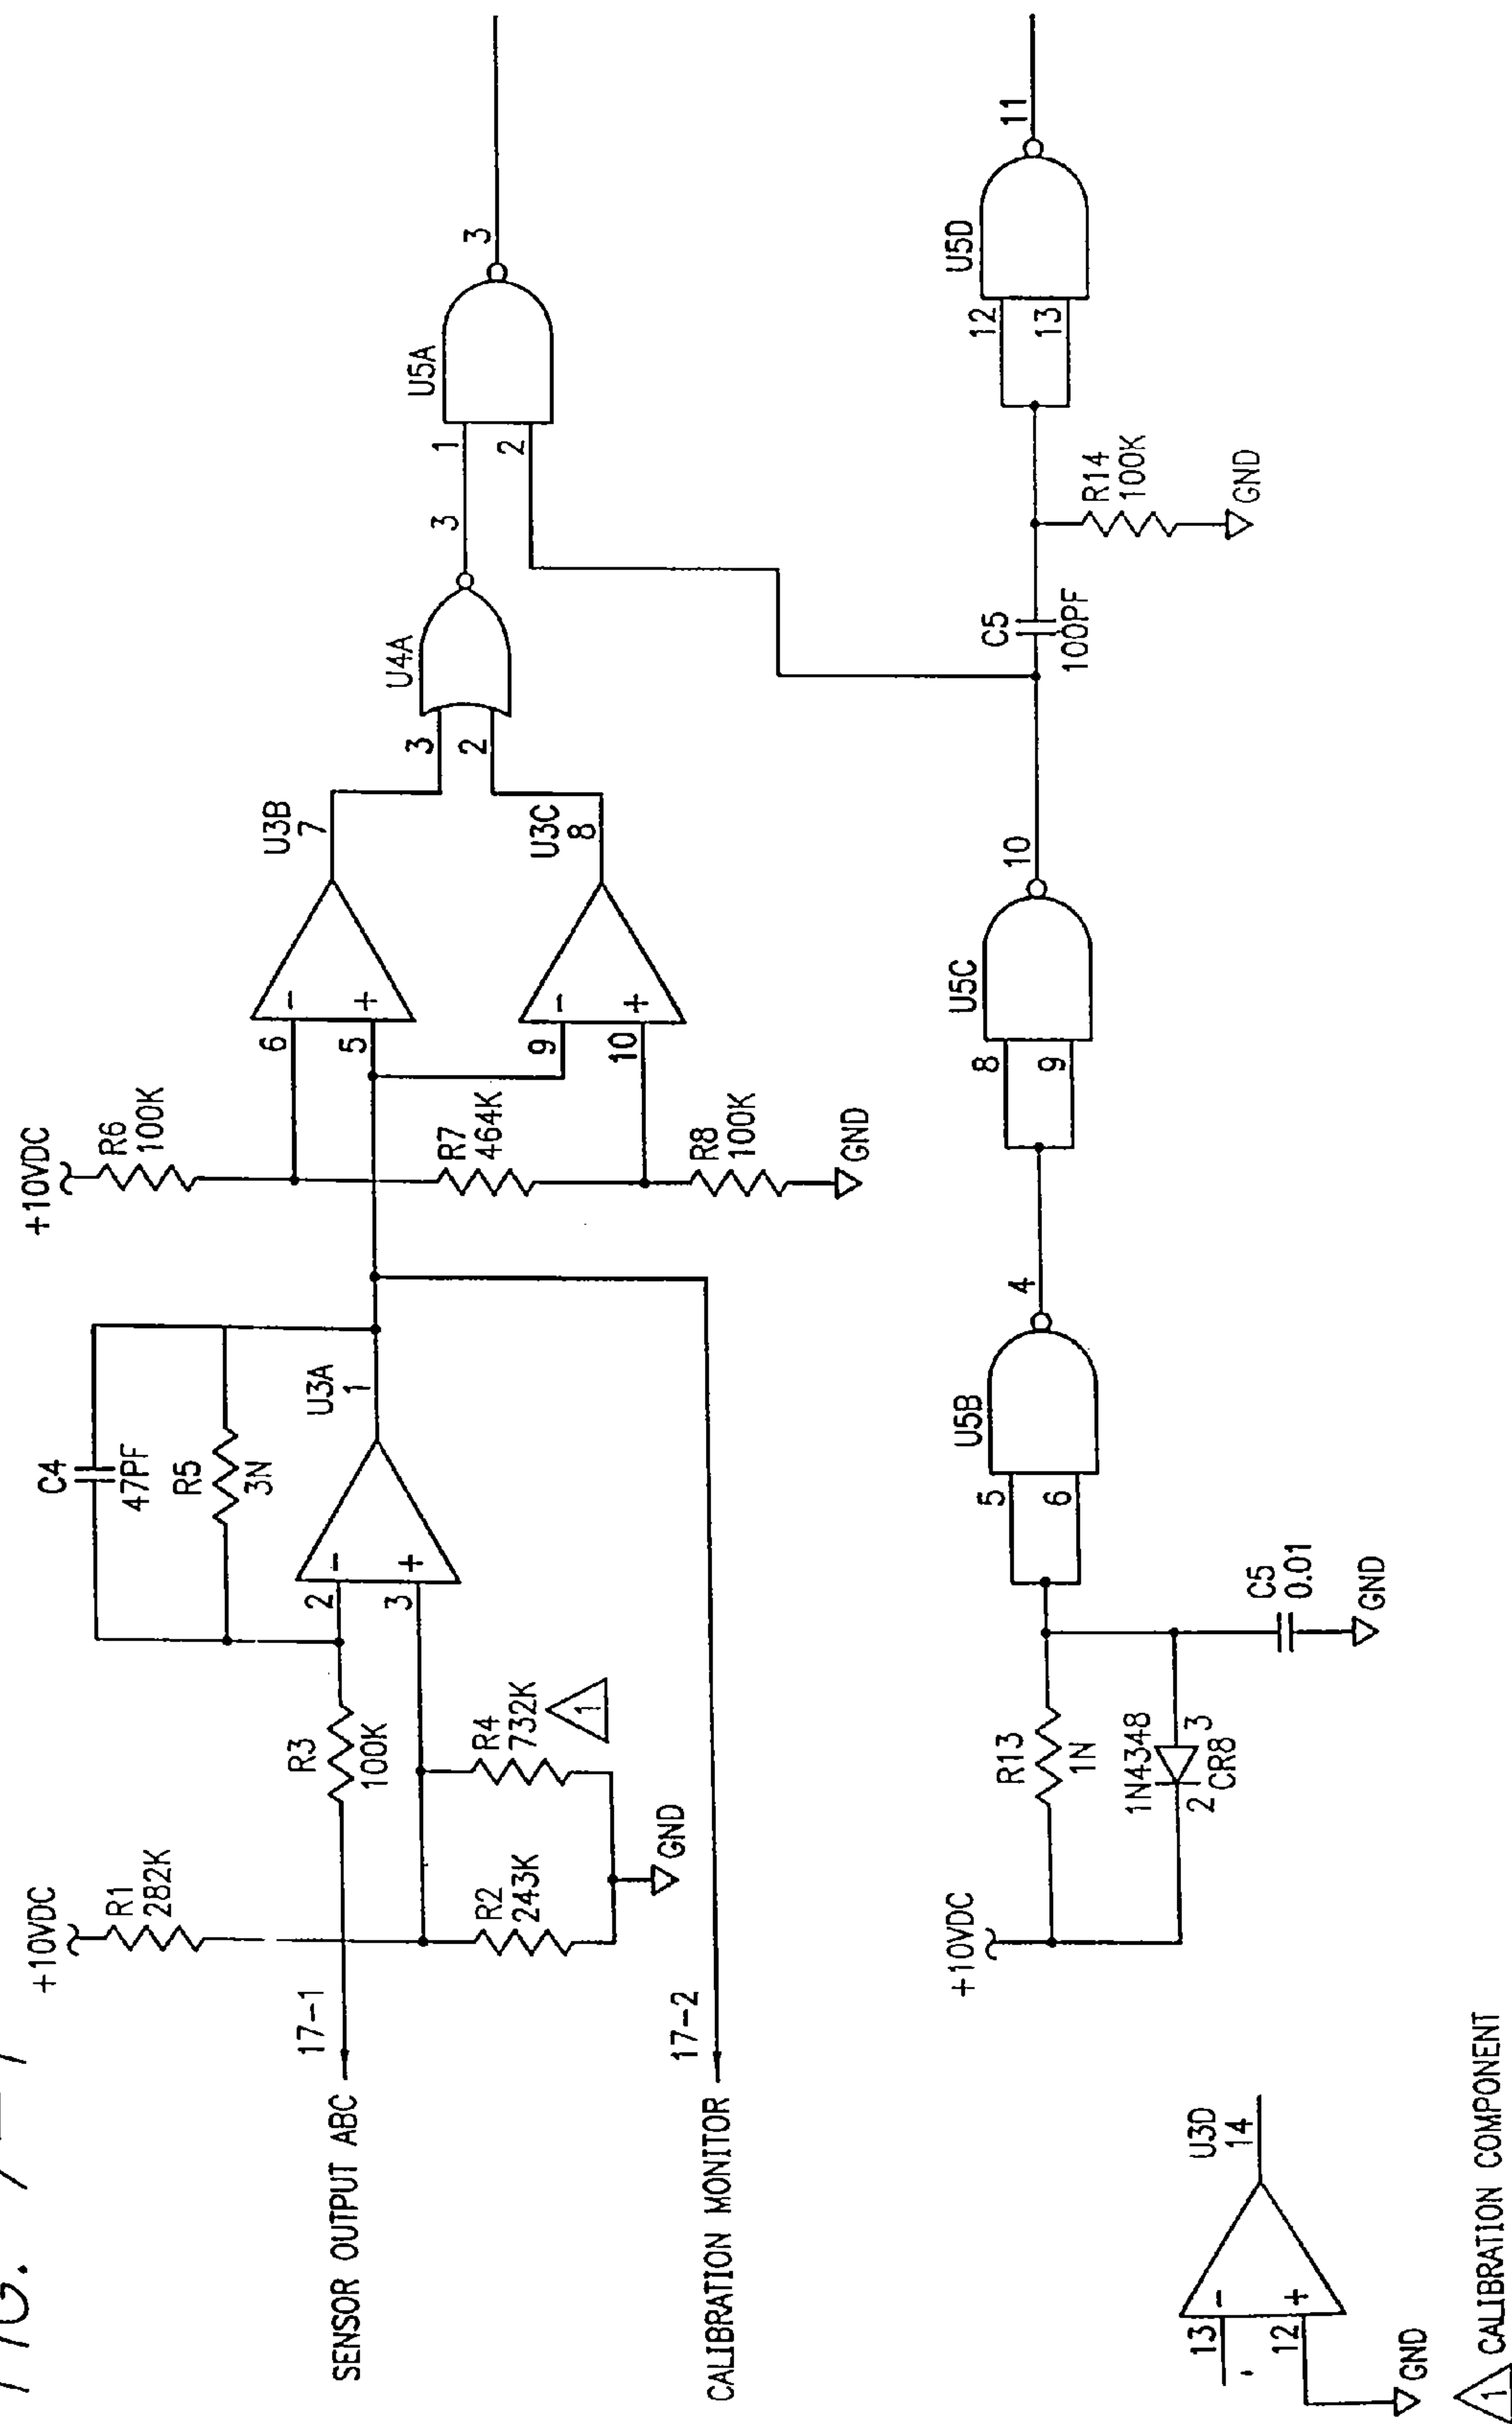 +10VDC
R1
282K
SENSOR OUTPUT ABC
17-1
R3
100K
R2
243K
GND
R4
732K
1
CALIBRATION MONITOR
17-2
C4
47PF
R5
3N
2
-
3
+
U3A
1
+10VDC
R6
100K
R7
464K
R8
100K
GND
6
-
5
+
U3B
7
9
-
10
+
U3C
8
3
2
U4A
3
1
2
U5A
3
+10VDC
R13
1N
1N4348
2
3
CR8
C5
0.01
GND
5
6
U5B
4
8
9
U5C
10
C5
100PF
R14
100K
GND
12
13
U5D
11
13
-
12
+
U3D
14
GND
1
CALIBRATION COMPONENT